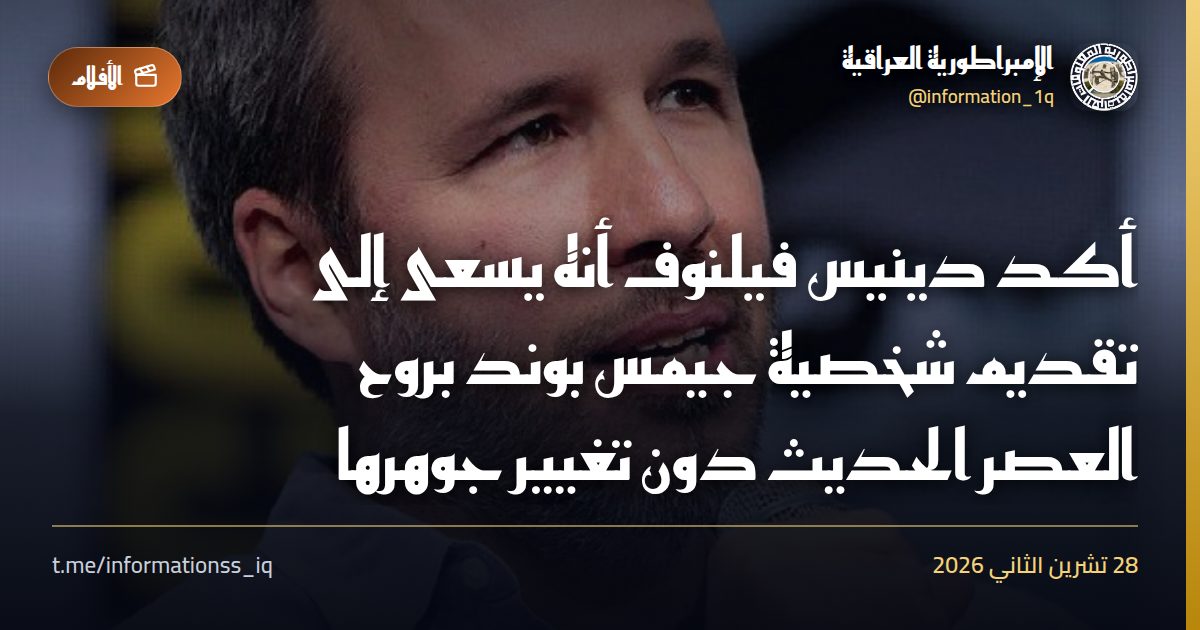 الإمبراطورية العراقية
@information_1q
الأفلام
أكد دينيس فيلنوف أنه يسعى إلى
تقديم شخصية جيمس بوند بروح
العصر الحديث دون تغيير جوهرها
28 تشرين الثاني 2026
t.me/informationss_iq